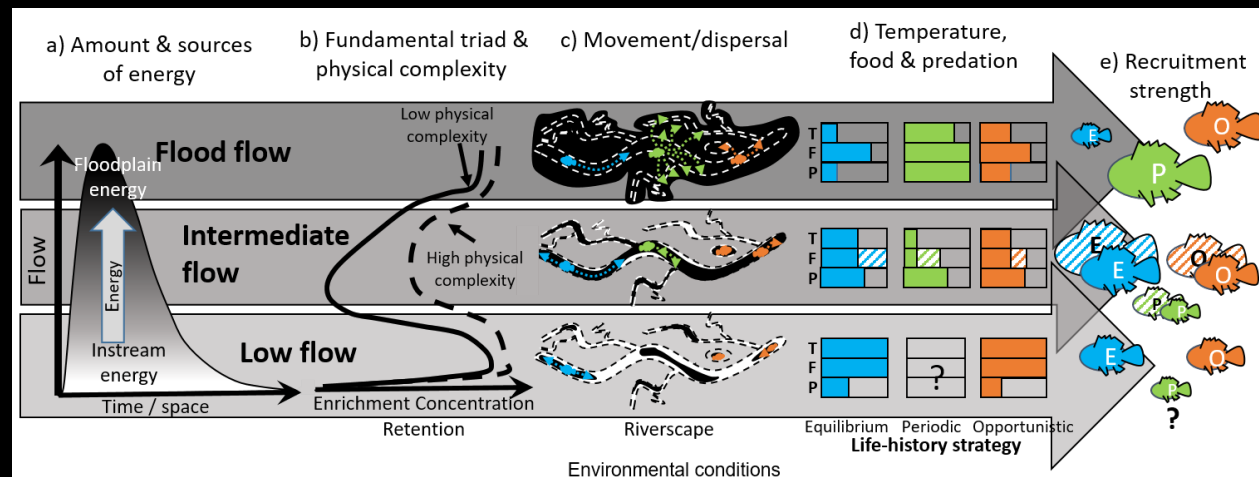 a) Amount & sources
of energy
b) Fundamental triad &
physical complexity
c) Movement/dispersal
d) Temperature,
food & predation
e) Recruitment
strength
Flow
Floodplain
energy
Energy
Instream
energy
Time / space
Flood flow
Intermediate
flow
Low flow
Low physical
complexity
High physical
complexity
Enrichment Concentration
Retention
Riverscape
T
F
P
T
F
P
T
F
P
?
Equilibrium Periodic Opportunistic
Life-history strategy
E
O
P
E
E
O
O
P
P
E
O
P
?
Environmental conditions